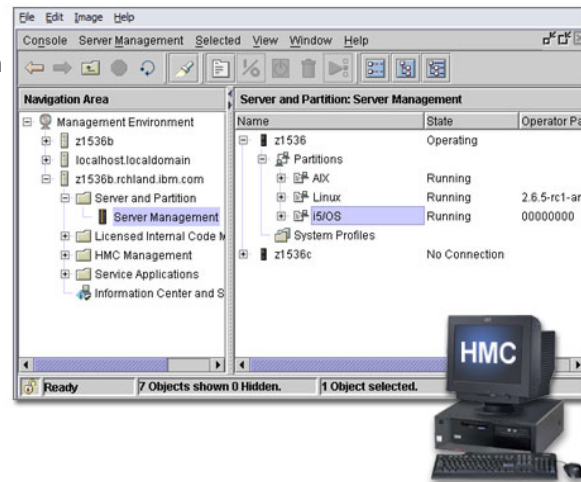 File Edit Image Help
Console Server Management Selected View Window Help
Navigation Area
Management Environment
z1536b
localhost.localdomain
z1536b.rchland.ibm.com
Server and Partition
Server Management
Licensed Internal Code M
HMC Management
Service Applications
Information Center and S
Server and Partition: Server Management
Name State Operator Pa
z1536 Operating
Partitions
AIX Running
Linux Running 2.6.5-rc1-an
i5/OS Running 00000000
System Profiles
z1536c No Connection
Ready 7 Objects shown 0 Hidden. 1 Object selected.
HMC